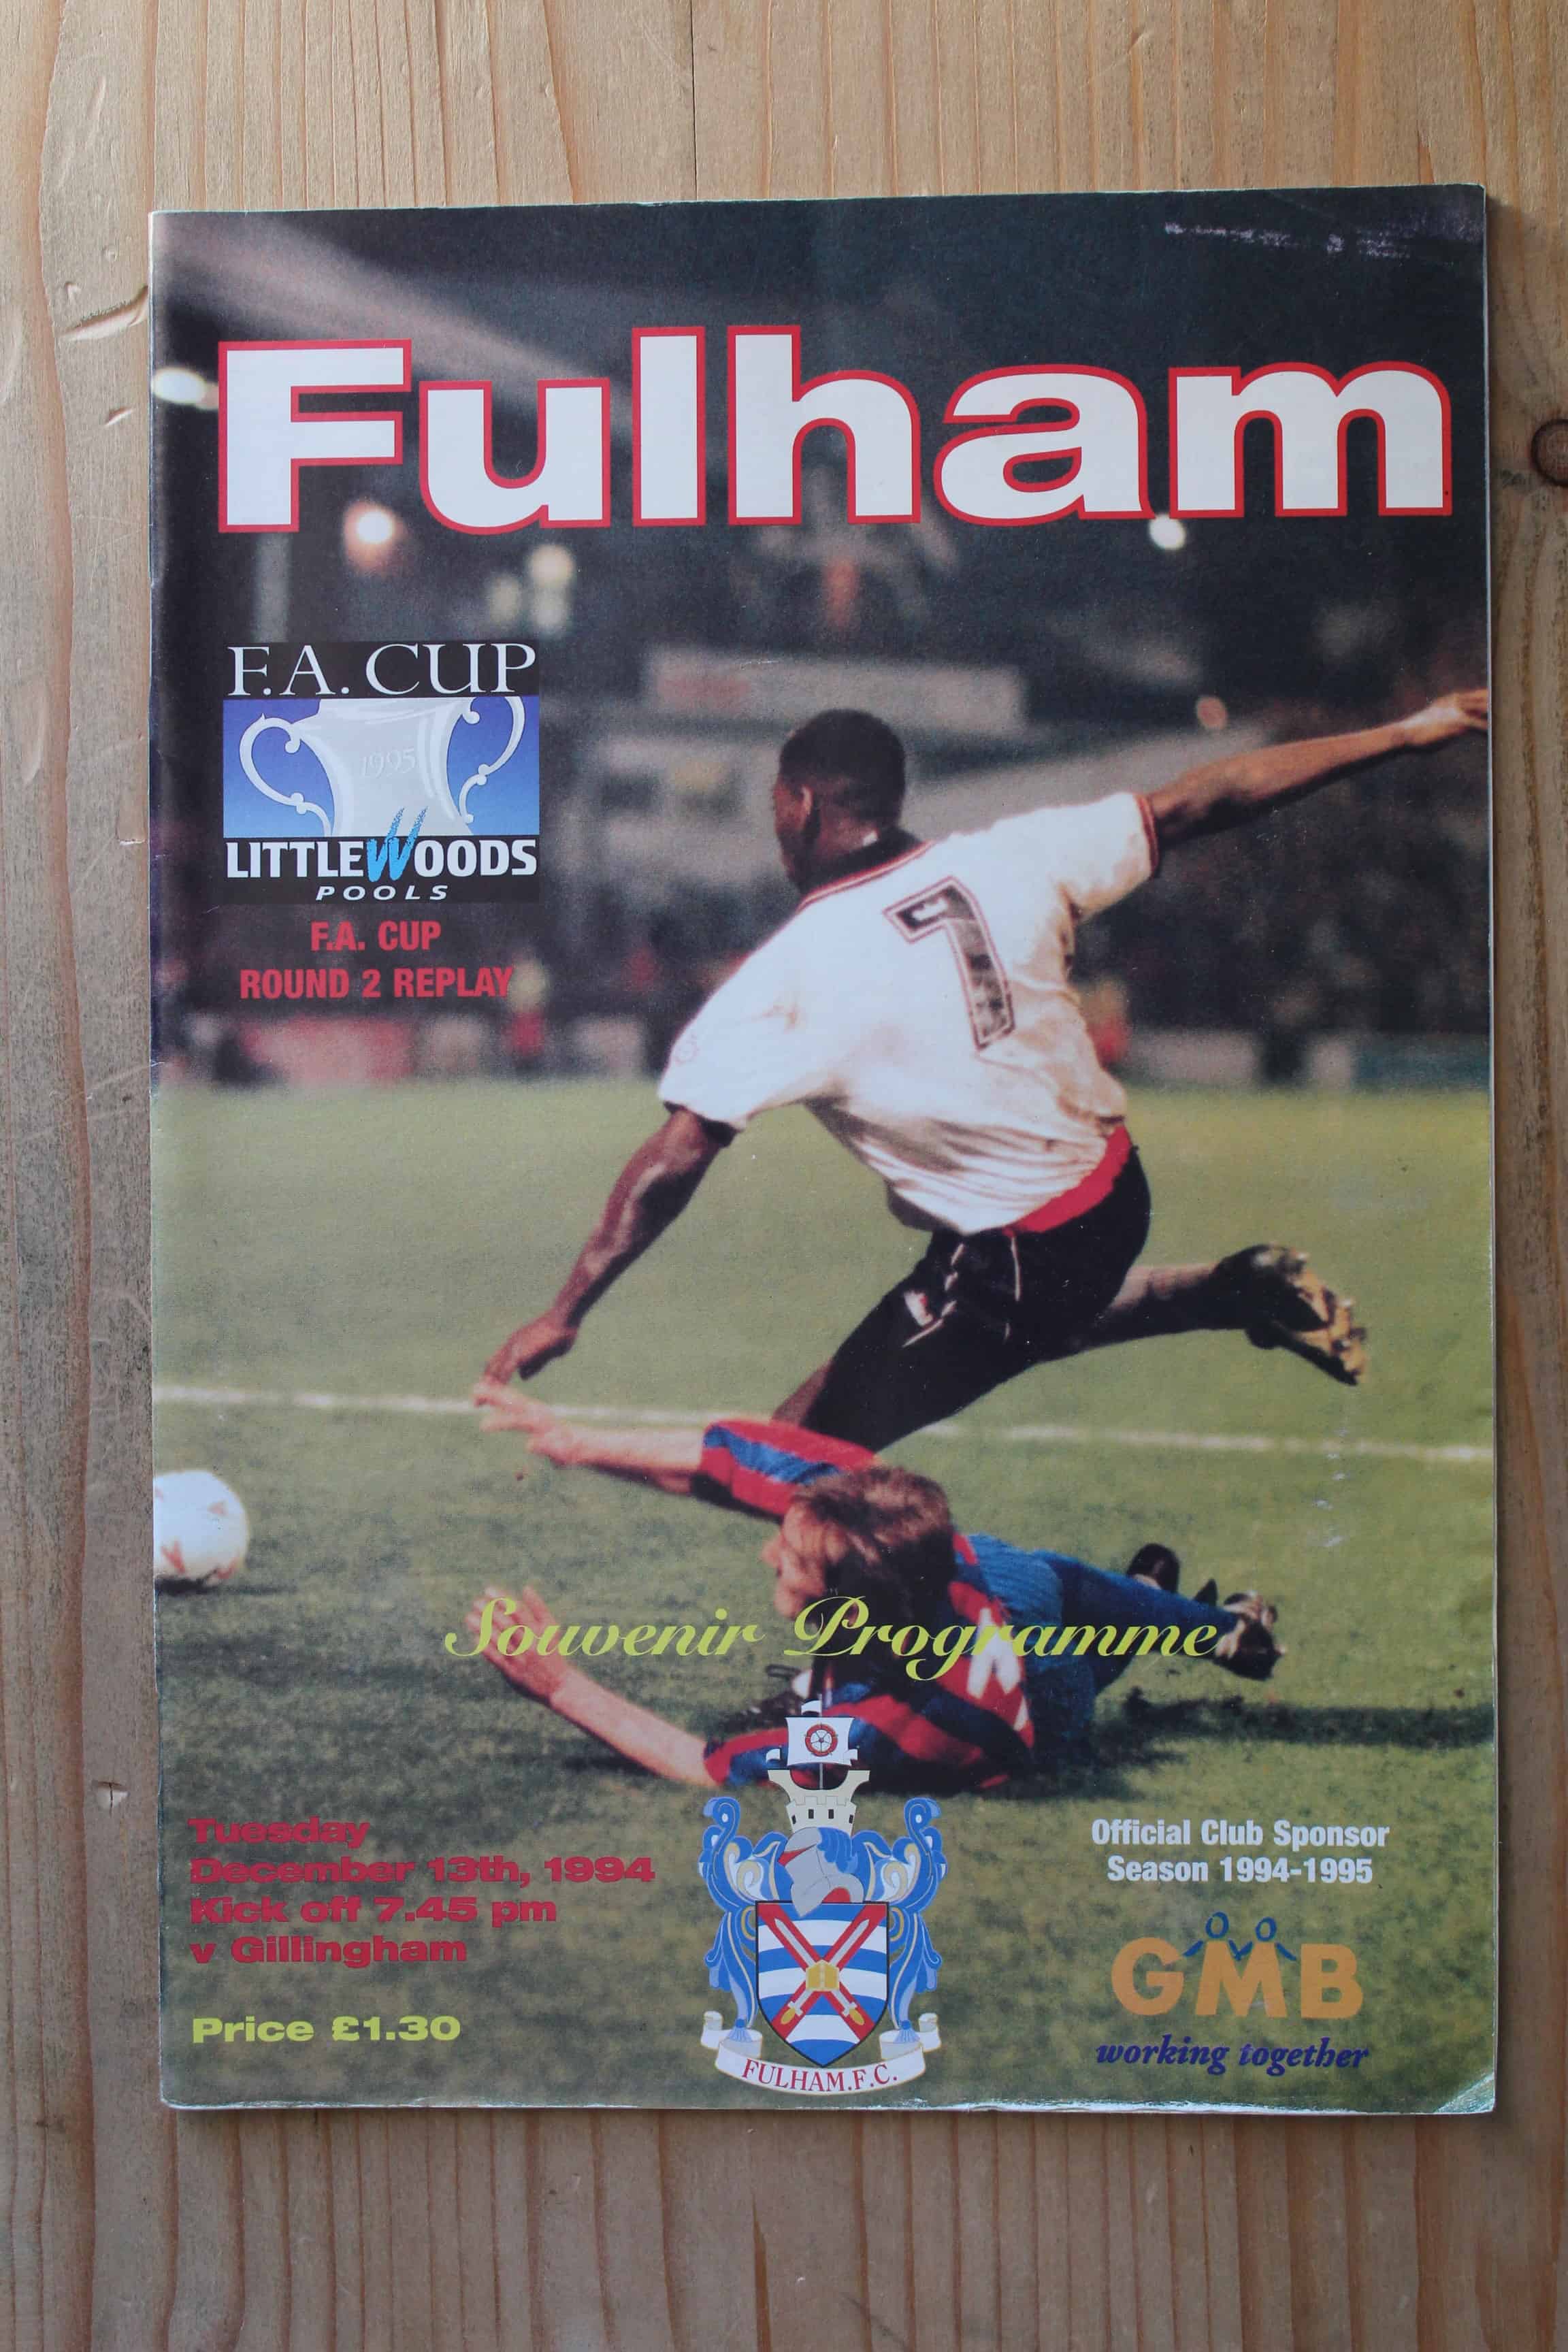 Fulham
F.A. CUP
1995
LITTLEWOODS
POOLS
F.A. CUP
ROUND 2 REPLAY
7
Souvenir Programme
Tuesday
December 13th, 1994
Kick off 7.45 pm
v Gillingham
Price £1.30
FULHAM.F.C.
Official Club Sponsor
Season 1994-1995
GMB
working together